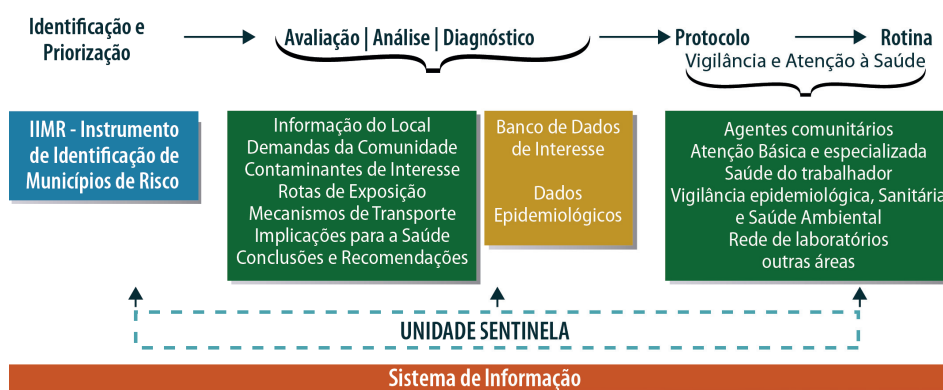 Identificação e
Priorização
Avaliação | Análise | Diagnóstico
Protocolo
Rotina
Vigilância e Atenção à Saúde
IIMR - Instrumento
de Identificação de
Municípios de Risco
Informação do Local
Demandas da Comunidade
Contaminantes de Interesse
Rotas de Exposição
Mecanismos de Transporte
Implicações para a Saúde
Conclusões e Recomendações
Banco de Dados
de Interesse
Dados
Epidemiológicos
Agentes comunitários
Atenção Básica e especializada
Saúde do trabalhador
Vigilância epidemiológica, Sanitária
e Saúde Ambiental
Rede de laboratórios
outras áreas
UNIDADE SENTINELA
Sistema de Informação